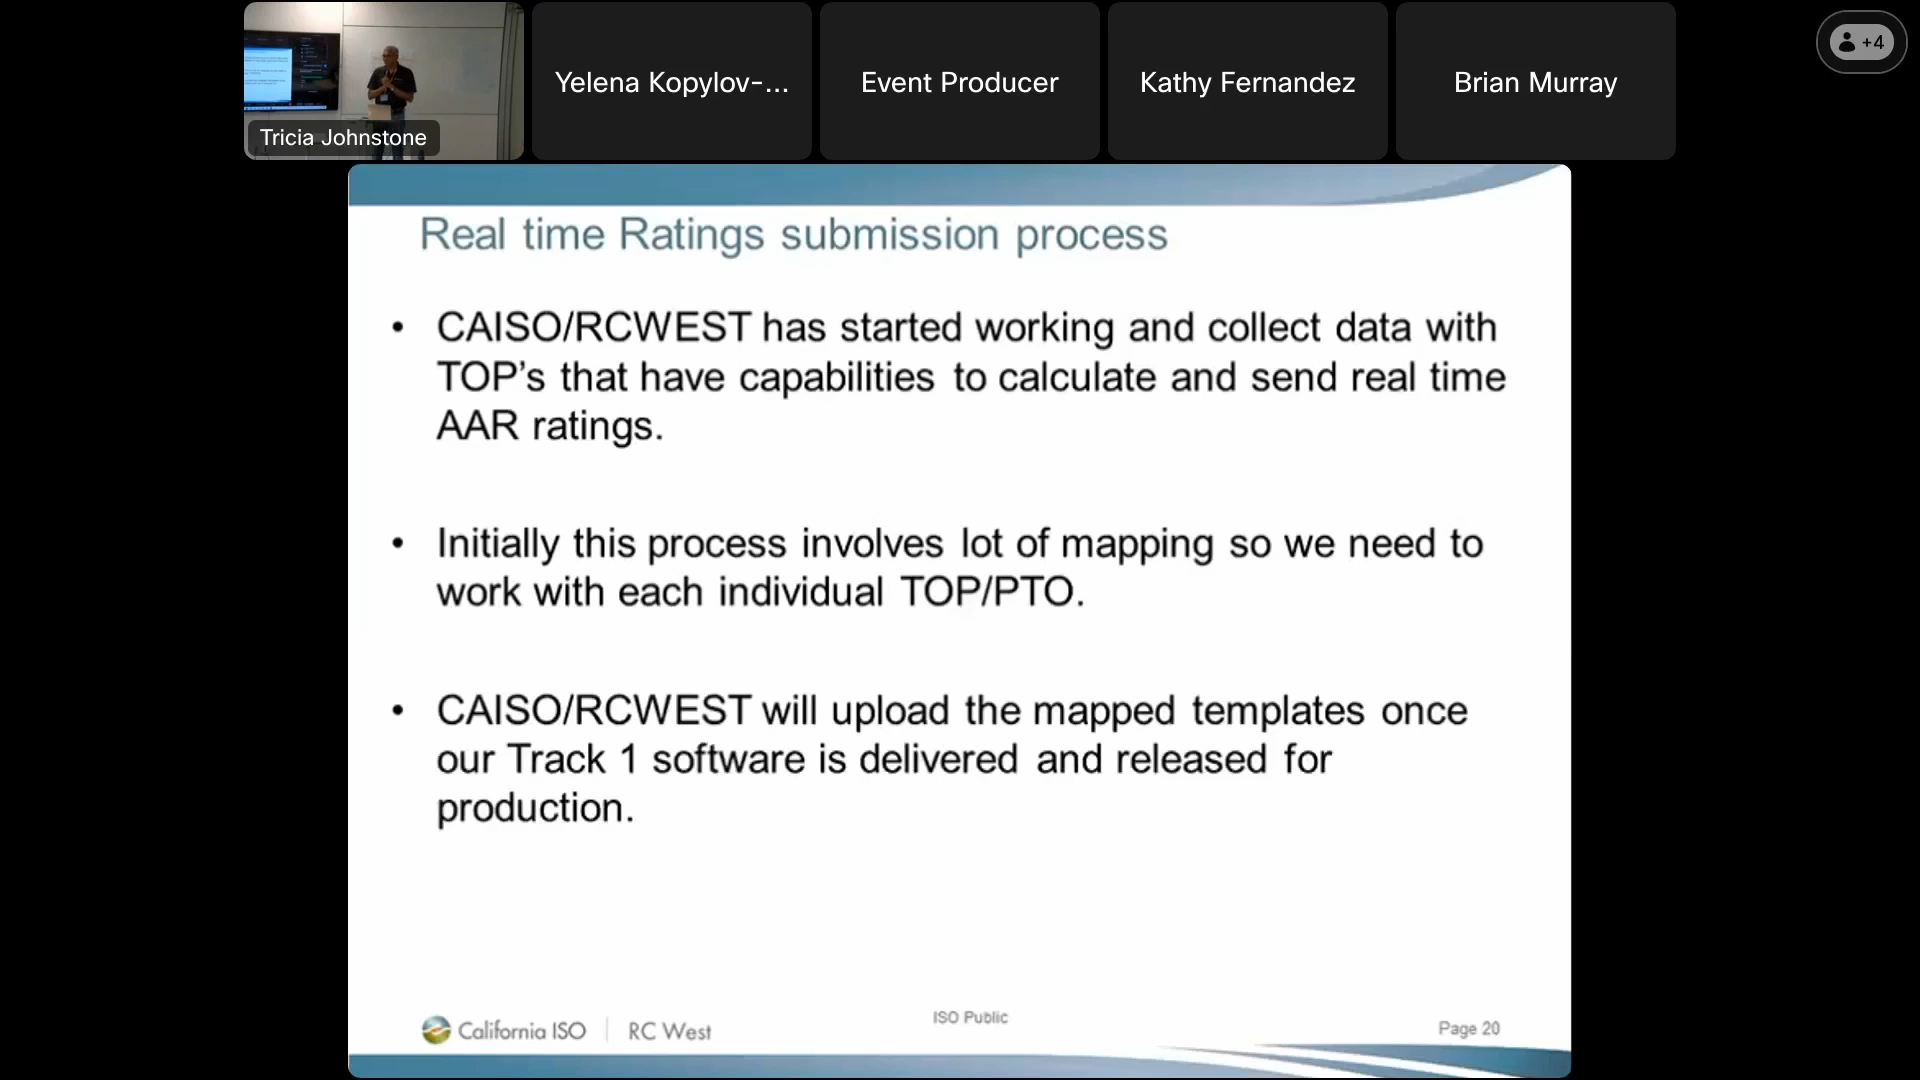 Tricia Johnstone
Yelena Kopylov-...
Event Producer
Kathy Fernandez
Brian Murray
+4
Real time Ratings submission process
• CAISO/RCWEST has started working and collect data with
TOP's that have capabilities to calculate and send real time
AAR ratings.
• Initially this process involves lot of mapping so we need to
work with each individual TOP/PTO.
• CAISO/RCWEST will upload the mapped templates once
our Track 1 software is delivered and released for
production.
California ISO | RC West
ISO Public
Page 20